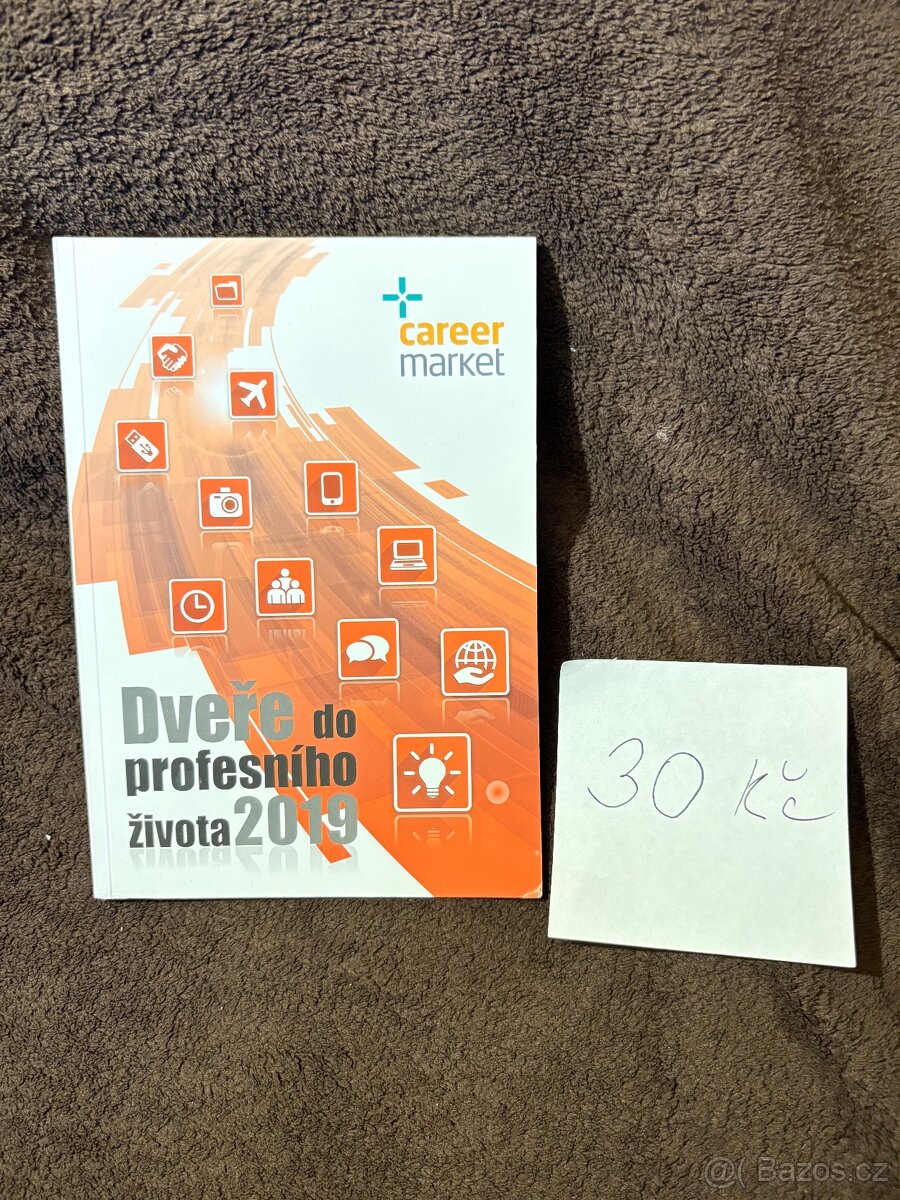 career
market
Dveře do
profesního
života 2019
30 Kč
@( Bazos.cz